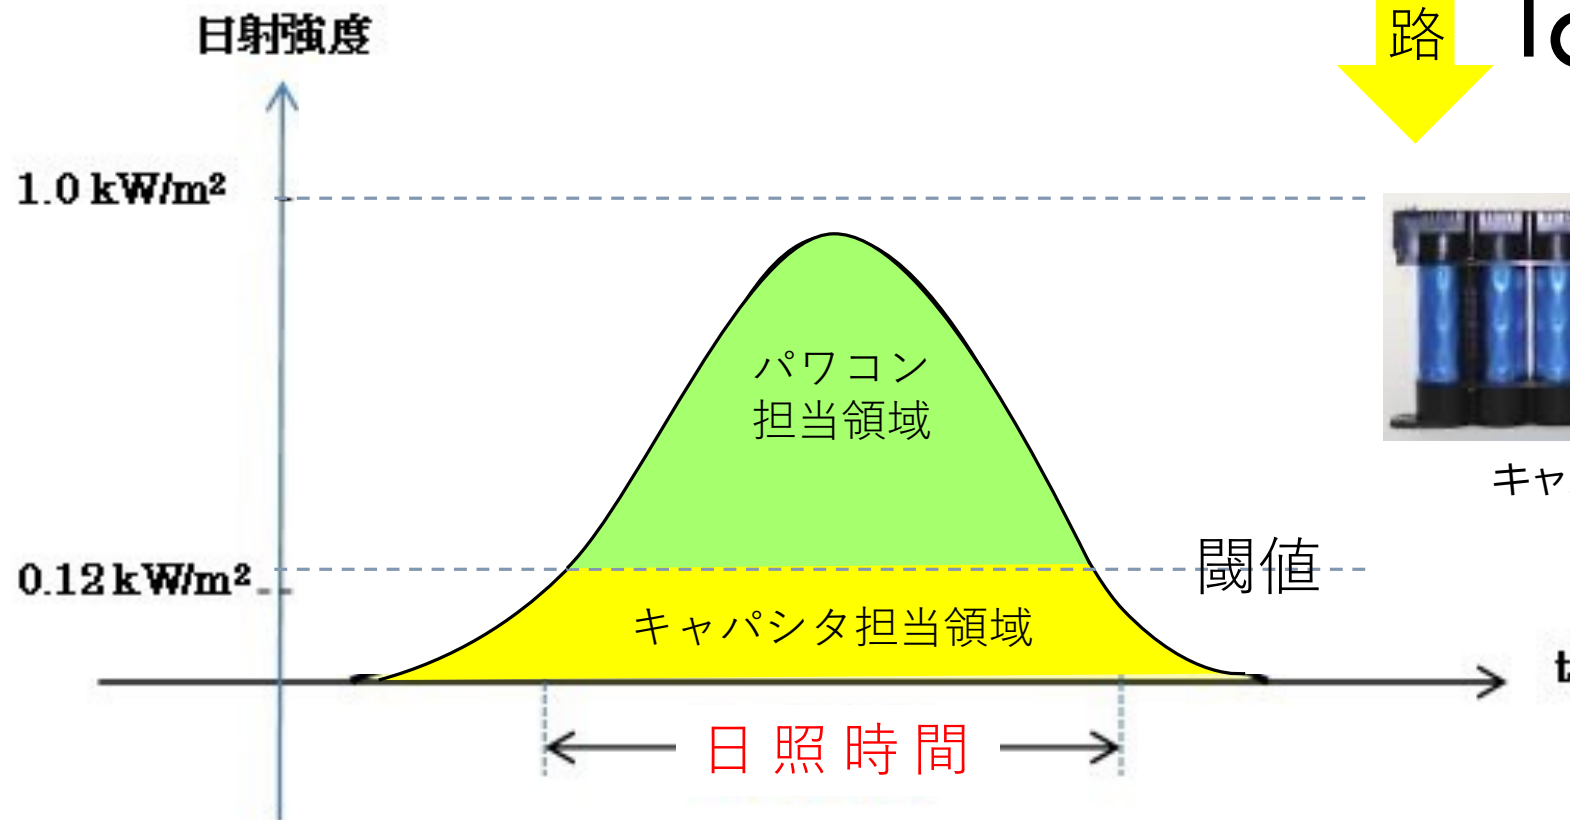 日射強度
路
1.0 kW/m²
パワコン
担当領域
キャ
閾値
0.12 kW/m²
キャパシタ担当領域
t
日照時間